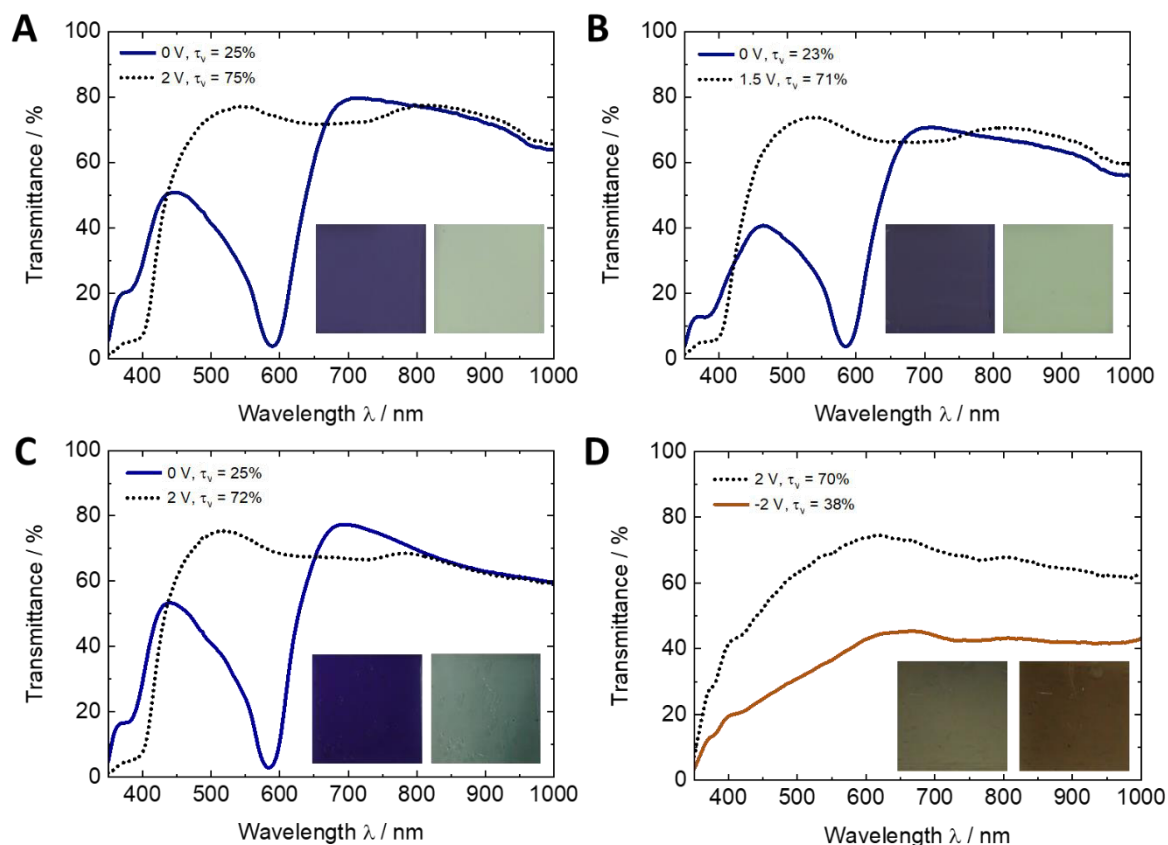 A
0 V, τv = 25%
2 V, τv = 75%
Transmittance / %
100
80
60
40
20
0
400 500 600 700 800 900 1000
Wavelength λ / nm
B
0 V, τv = 23%
1.5 V, τv = 71%
Transmittance / %
100
80
60
40
20
0
400 500 600 700 800 900 1000
Wavelength λ / nm
C
0 V, τv = 25%
2 V, τv = 72%
Transmittance / %
100
80
60
40
20
0
400 500 600 700 800 900 1000
Wavelength λ / nm
D
2 V, τv = 70%
-2 V, τv = 38%
Transmittance / %
100
80
60
40
20
0
400 500 600 700 800 900 1000
Wavelength λ / nm